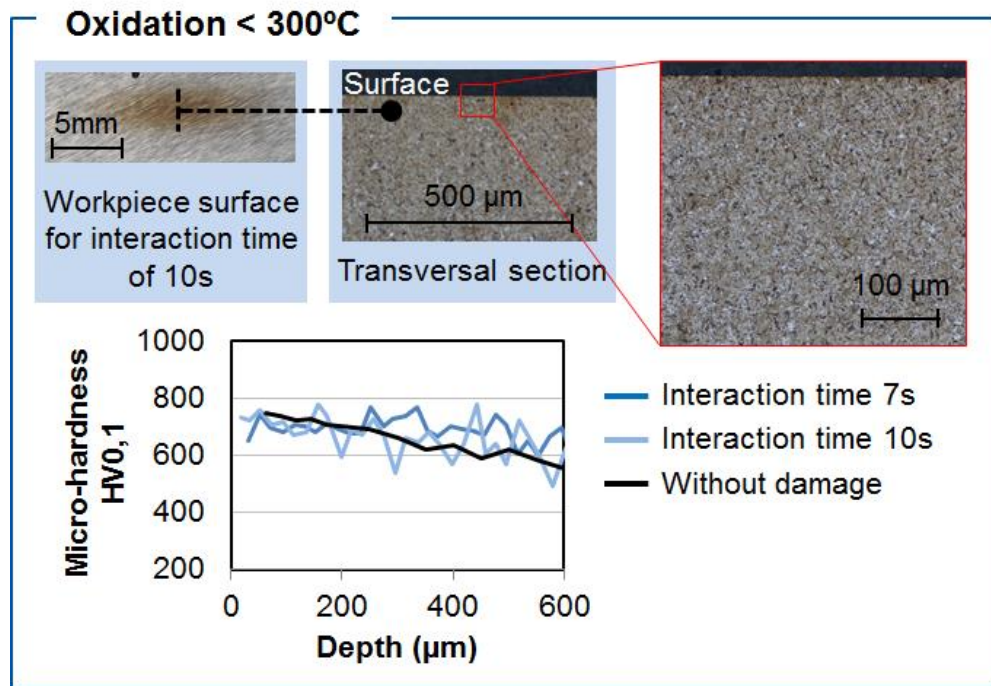 Oxidation < 300ºC
5mm
Workpiece surface
for interaction time
of 10s
Surface
500 µm
Transversal section
100 µm
Micro-hardness
HV0,1
1000
800
600
400
200
0
200
400
600
Depth (µm)
Interaction time 7s
Interaction time 10s
Without damage